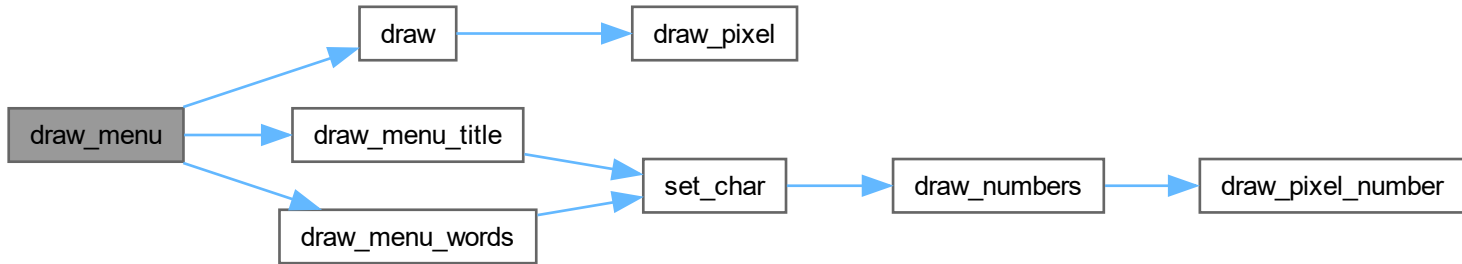 draw_menu
draw
draw_pixel
draw_menu_title
draw_menu_words
set_char
draw_numbers
draw_pixel_number